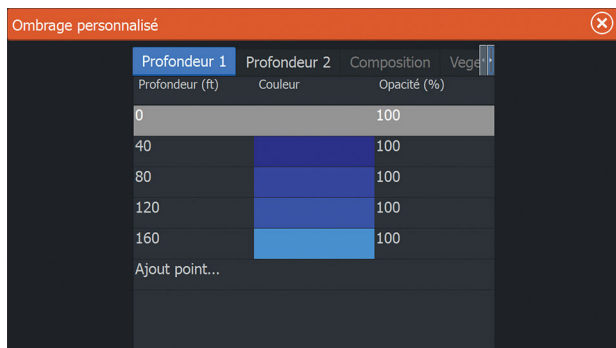 Ombrage personnalisé
Profondeur 1 Profondeur 2 Composition
Profondeur (ft) Couleur Opacité (%)
0 100
40 100
80 100
120 100
160 100
Ajout point...